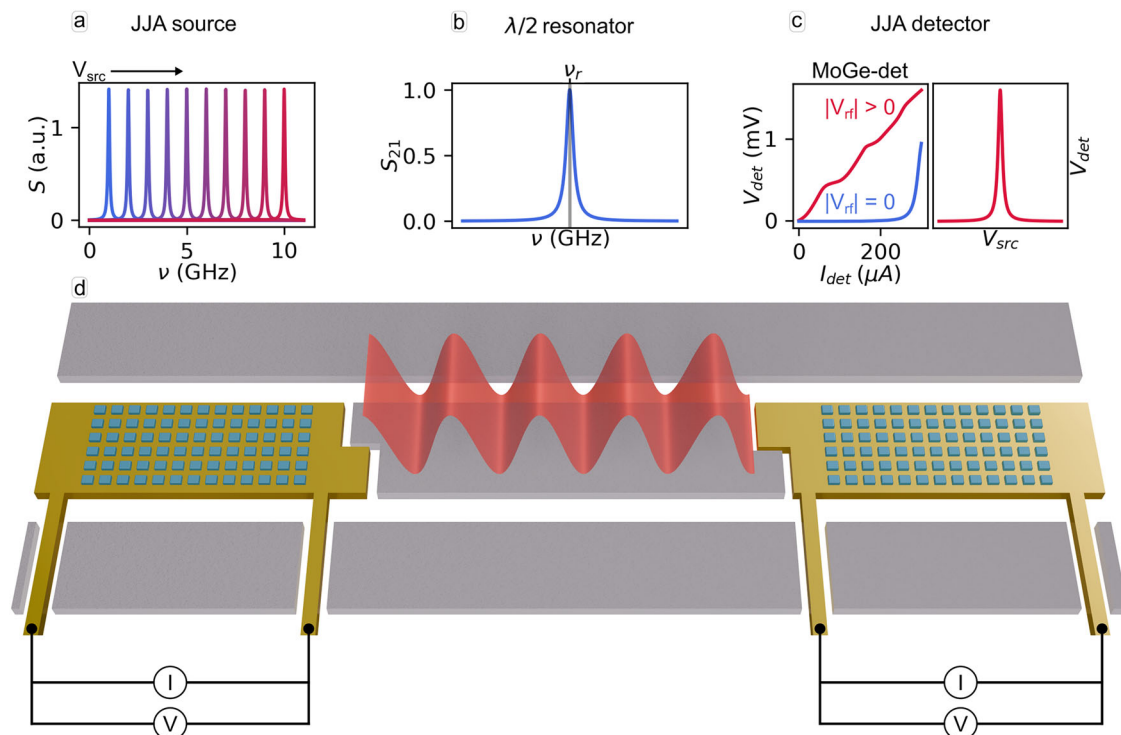 a
JJA source
V_src
S (a.u.)
1
0
0
5
10
ν (GHz)
b
λ/2 resonator
ν_r
S_21
1.0
0.5
0.0
ν (GHz)
c
JJA detector
MoGe-det
|V_rf| > 0
|V_rf| = 0
V_det (mV)
1
0
0
200
I_det (μA)
V_det
V_src
d
I
V
I
V